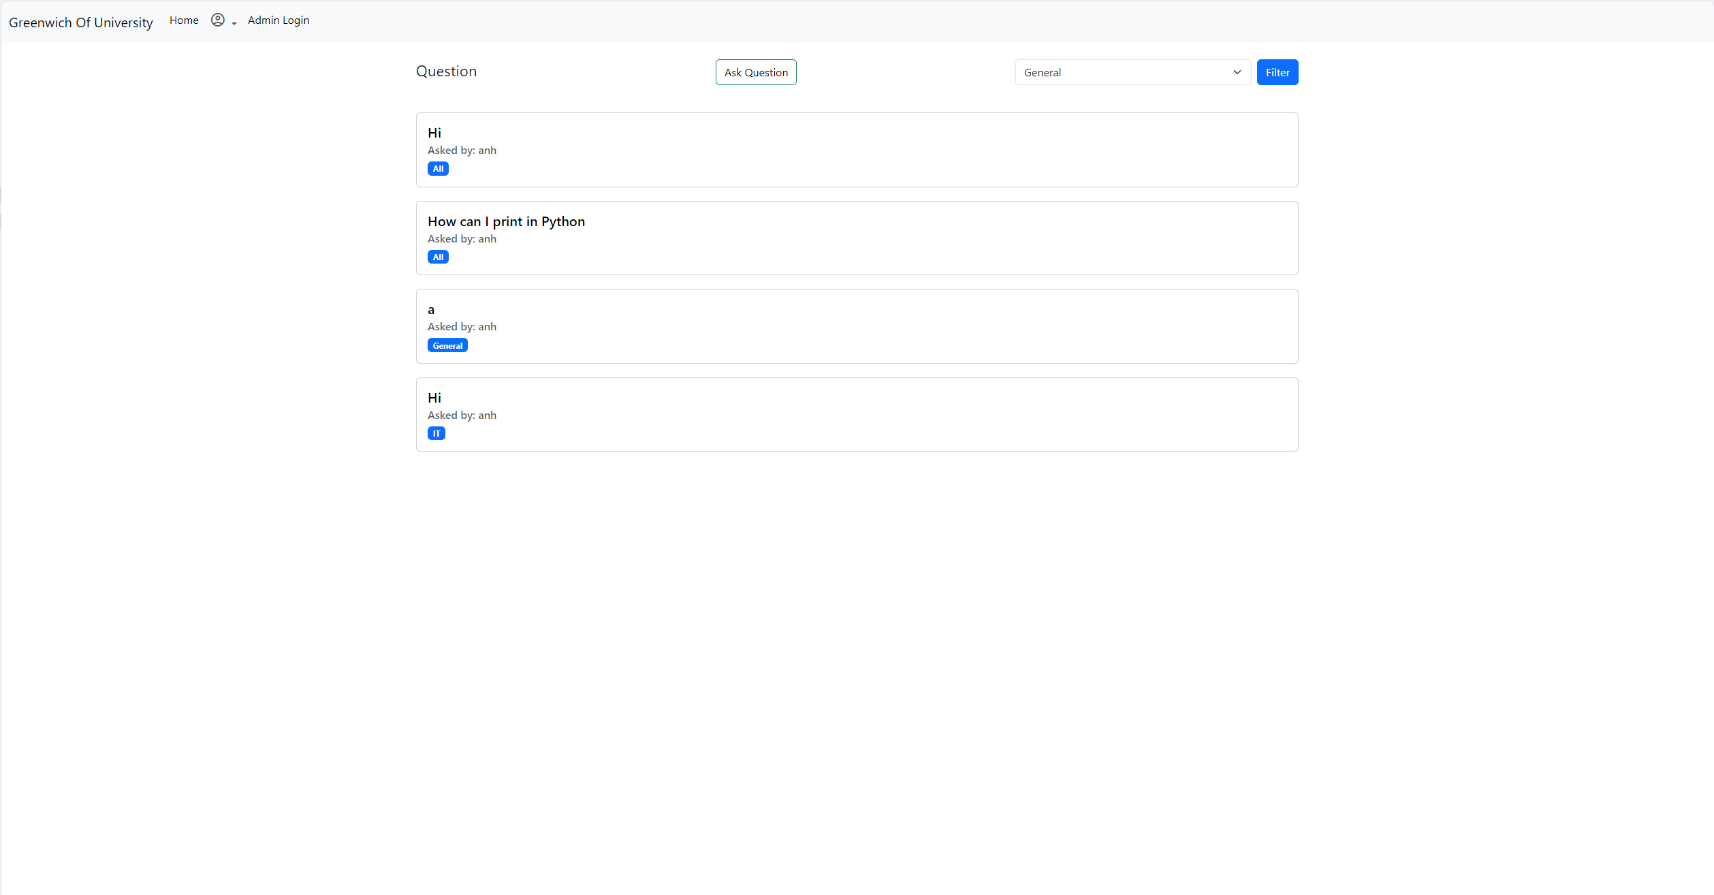 Greenwich Of University
Home
Admin Login
Question
Ask Question
General
Filter
Hi
Asked by: anh
All
How can I print in Python
Asked by: anh
All
a
Asked by: anh
General
Hi
Asked by: anh
IT